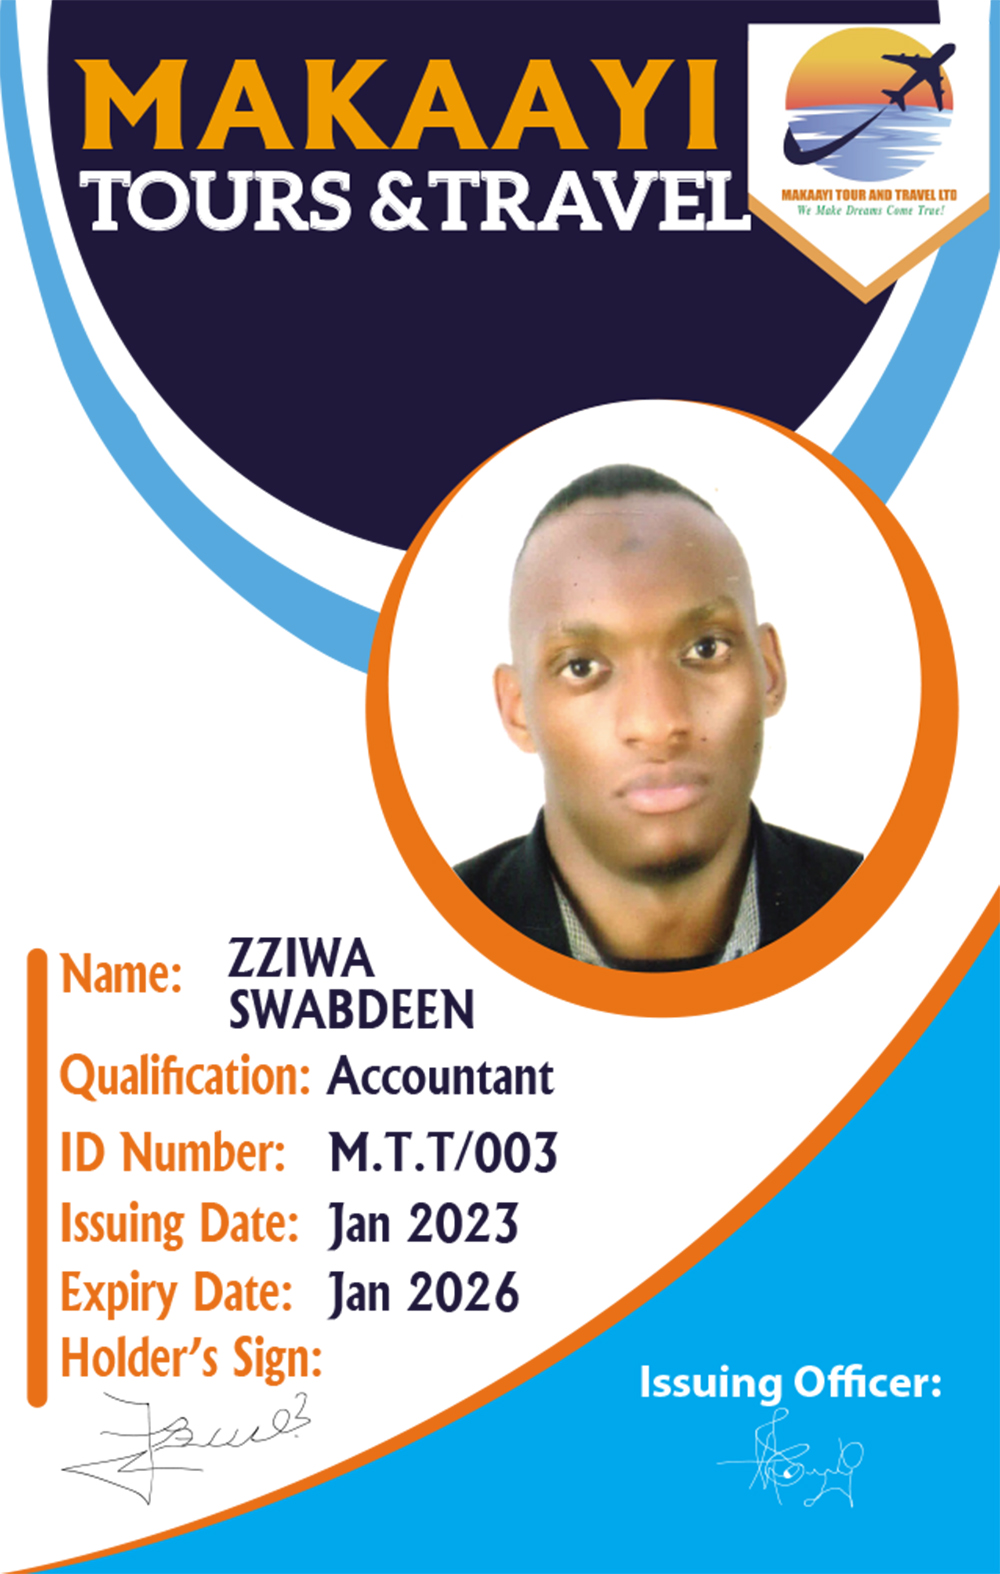 MAKAAYI
TOURS & TRAVEL
MAKAAYI TOUR AND TRAVEL LTD
We Make Dreams Come True!
Name: ZZIWA
SWABDEEN
Qualification: Accountant
ID Number: M.T.T/003
Issuing Date: Jan 2023
Expiry Date: Jan 2026
Holder's Sign:
Issuing Officer: